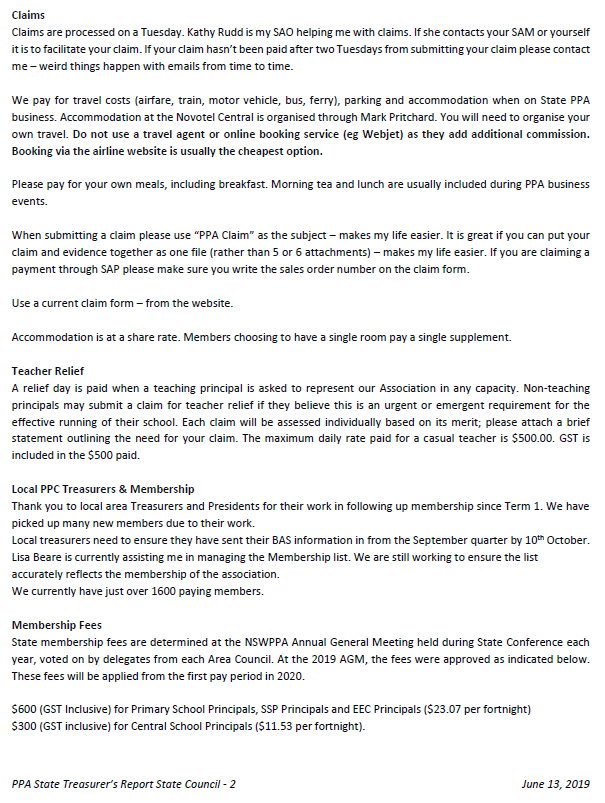 Claims
Claims are processed on a Tuesday. Kathy Rudd is my SAO helping me with claims. If she contacts your SAM or yourself
it is to facilitate your claim. If your claim hasn't been paid after two Tuesdays from submitting your claim please contact
me – weird things happen with emails from time to time.
We pay for travel costs (airfare, train, motor vehicle, bus, ferry), parking and accommodation when on State PPA
business. Accommodation at the Novotel Central is organised through Mark Pritchard. You will need to organise your
own travel. Do not use a travel agent or online booking service (eg Webjet) as they add additional commission.
Booking via the airline website is usually the cheapest option.
Please pay for your own meals, including breakfast. Morning tea and lunch are usually included during PPA business
events.
When submitting a claim please use “PPA Claim” as the subject – makes my life easier. It is great if you can put your
claim and evidence together as one file (rather than 5 or 6 attachments) – makes my life easier. If you are claiming a
payment through SAP please make sure you write the sales order number on the claim form.
Use a current claim form – from the website.
Accommodation is at a share rate. Members choosing to have a single room pay a single supplement.
Teacher Relief
A relief day is paid when a teaching principal is asked to represent our Association in any capacity. Non-teaching
principals may submit a claim for teacher relief if they believe this is an urgent or emergent requirement for the
effective running of their school. Each claim will be assessed individually based on its merit; please attach a brief
statement outlining the need for your claim. The maximum daily rate paid for a casual teacher is $500.00. GST is
included in the $500 paid.
Local PPC Treasurers & Membership
Thank you to local area Treasurers and Presidents for their work in following up membership since Term 1. We have
picked up many new members due to their work.
Local treasurers need to ensure they have sent their BAS information in from the September quarter by 10th October.
Lisa Beare is currently assisting me in managing the Membership list. We are still working to ensure the list
accurately reflects the membership of the association.
We currently have just over 1600 paying members.
Membership Fees
State membership fees are determined at the NSWPPA Annual General Meeting held during State Conference each
year, voted on by delegates from each Area Council. At the 2019 AGM, the fees were approved as indicated below.
These fees will be applied from the first pay period in 2020.
$600 (GST Inclusive) for Primary School Principals, SSP Principals and EEC Principals ($23.07 per fortnight)
$300 (GST inclusive) for Central School Principals ($11.53 per fortnight).
PPA State Treasurer's Report State Council - 2 June 13, 2019